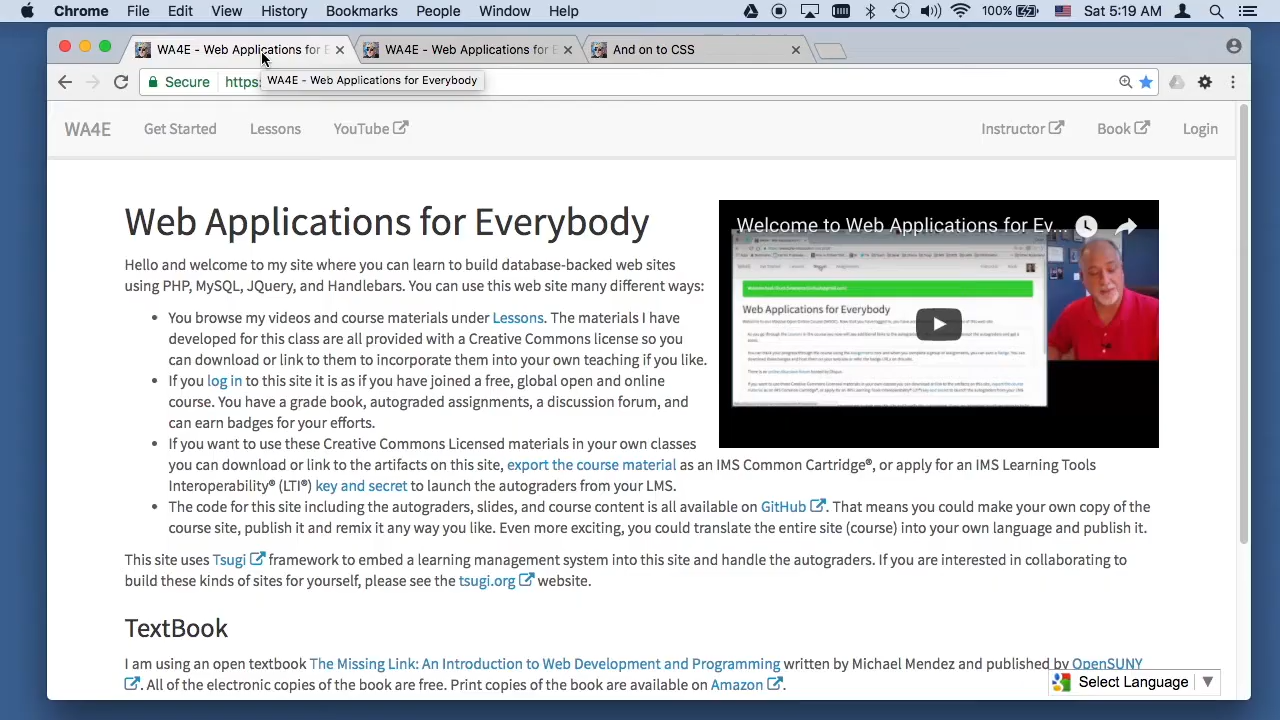 Chrome File Edit View History Bookmarks People Window Help 100% Sat 5:19 AM
WA4E - Web Applications for E WA4E - Web Applications for E And on to CSS
Secure https: WA4E - Web Applications for Everybody
WA4E Get Started Lessons YouTube Instructor Book Login
Web Applications for Everybody
Hello and welcome to my site where you can learn to build database-backed web sites
using PHP, MySQL, JQuery, and Handlebars. You can use this web site many different ways:
• You browse my videos and course materials under Lessons. The materials I have
produced for the class are all provided with a Creative Commons license so you
can download or link to them to incorporate them into your own teaching if you like.
• If you log in to this site it is as if you have joined a free, global open and online
course. You have a grade book, autograded assignments, a discussion forum, and
can earn badges for your efforts.
• If you want to use these Creative Commons Licensed materials in your own classes
you can download or link to the artifacts on this site, export the course material as an IMS Common Cartridge®, or apply for an IMS Learning Tools
Interoperability® (LTI®) key and secret to launch the autograders from your LMS.
• The code for this site including the autograders, slides, and course content is all available on GitHub. That means you could make your own copy of the
course site, publish it and remix it any way you like. Even more exciting, you could translate the entire site (course) into your own language and publish it.
This site uses Tsugi framework to embed a learning management system into this site and handle the autograders. If you are interested in collaborating to
build these kinds of sites for yourself, please see the tsugi.org website.
TextBook
I am using an open textbook The Missing Link: An Introduction to Web Development and Programming written by Michael Mendez and published by OpenSUNY
. All of the electronic copies of the book are free. Print copies of the book are available on Amazon.
Welcome to Web Applications for Ev...
Web Applications for Everybody
Select Language